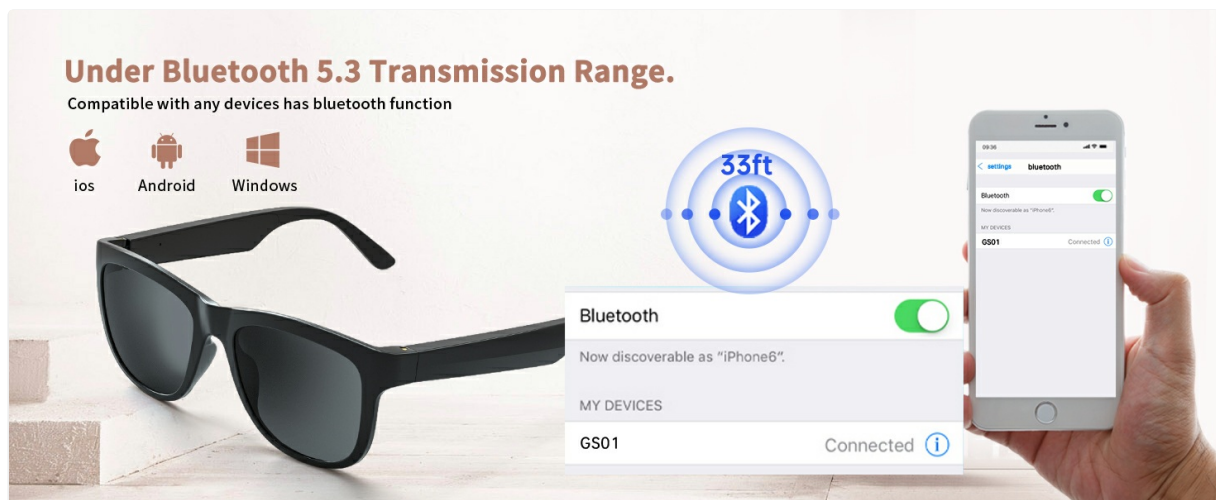 Under Bluetooth 5.3 Transmission Range.
Compatible with any devices has bluetooth function
ios Android Windows
33ft
Bluetooth
Now discoverable as "iPhone6".
MY DEVICES
GS01 Connected
09:36
settings bluetooth
Bluetooth
Now discoverable as "iPhone6".
MY DEVICES
GS01 Connected